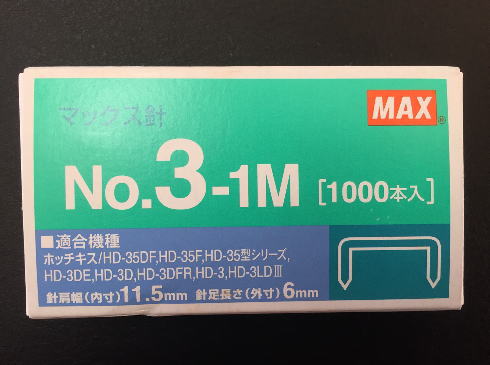 マックス針
MAX®
No.3-1M [1000本入]
■適合機種
ホッチキス/HD-35DF,HD-35F,HD-35型シリーズ,
HD-3DE,HD-3D,HD-3DFR,HD-3,HD-3LDⅢ
針肩幅(内寸)11.5mm 針足長さ(外寸)6mm